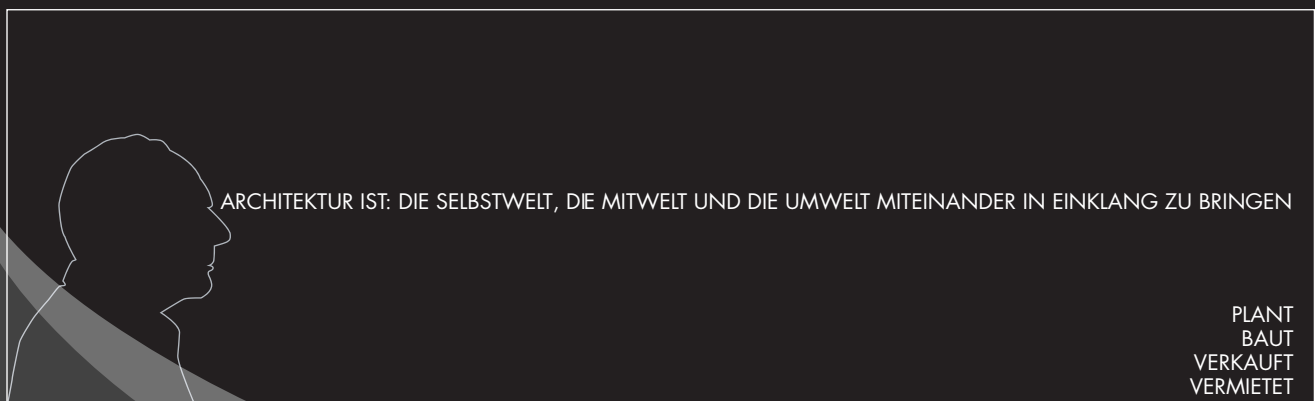 ARCHITEKTUR IST: DIE SELBSTWELT, DIE MITWELT UND DIE UMWELT MITEINANDER IN EINKLANG ZU BRINGEN
PLANT
BAUT
VERKAUFT
VERMIETET